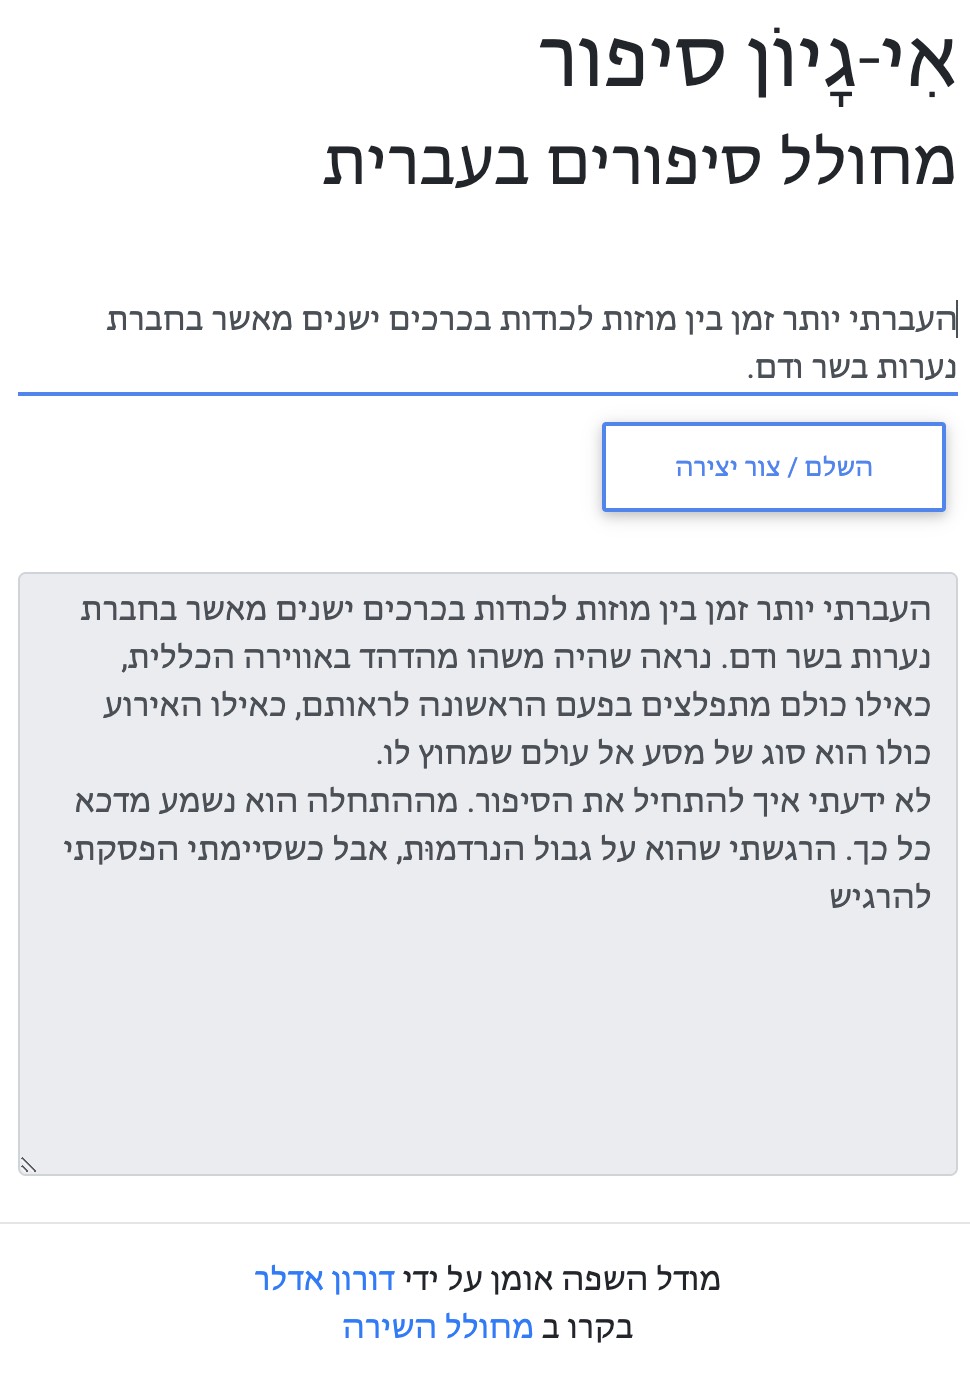 אִי-גָיוֹן סיפור
מחולל סיפורים בעברית
העברתי יותר זמן בין מוזות לכודות בכרכים ישנים מאשר בחברת
נערות בשר ודם.
השלם / צור יצירה
העברתי יותר זמן בין מוזות לכודות בכרכים ישנים מאשר בחברת
נערות בשר ודם. נראה שהיה משהו מהדהד באווירה הכללית,
כאילו כולם מתפלצים בפעם הראשונה לראותם, כאילו האירוע
כולו הוא סוג של מסע אל עולם שמחוץ לו.
לא ידעתי איך להתחיל את הסיפור. מההתחלה הוא נשמע מדכא
כל כך. הרגשתי שהוא על גבול הנרדמוּת, אבל כשסיימתי הפסקתי
להרגיש
מודל השפה אומן על ידי דורון אדלר
בקרו ב מחולל השירה